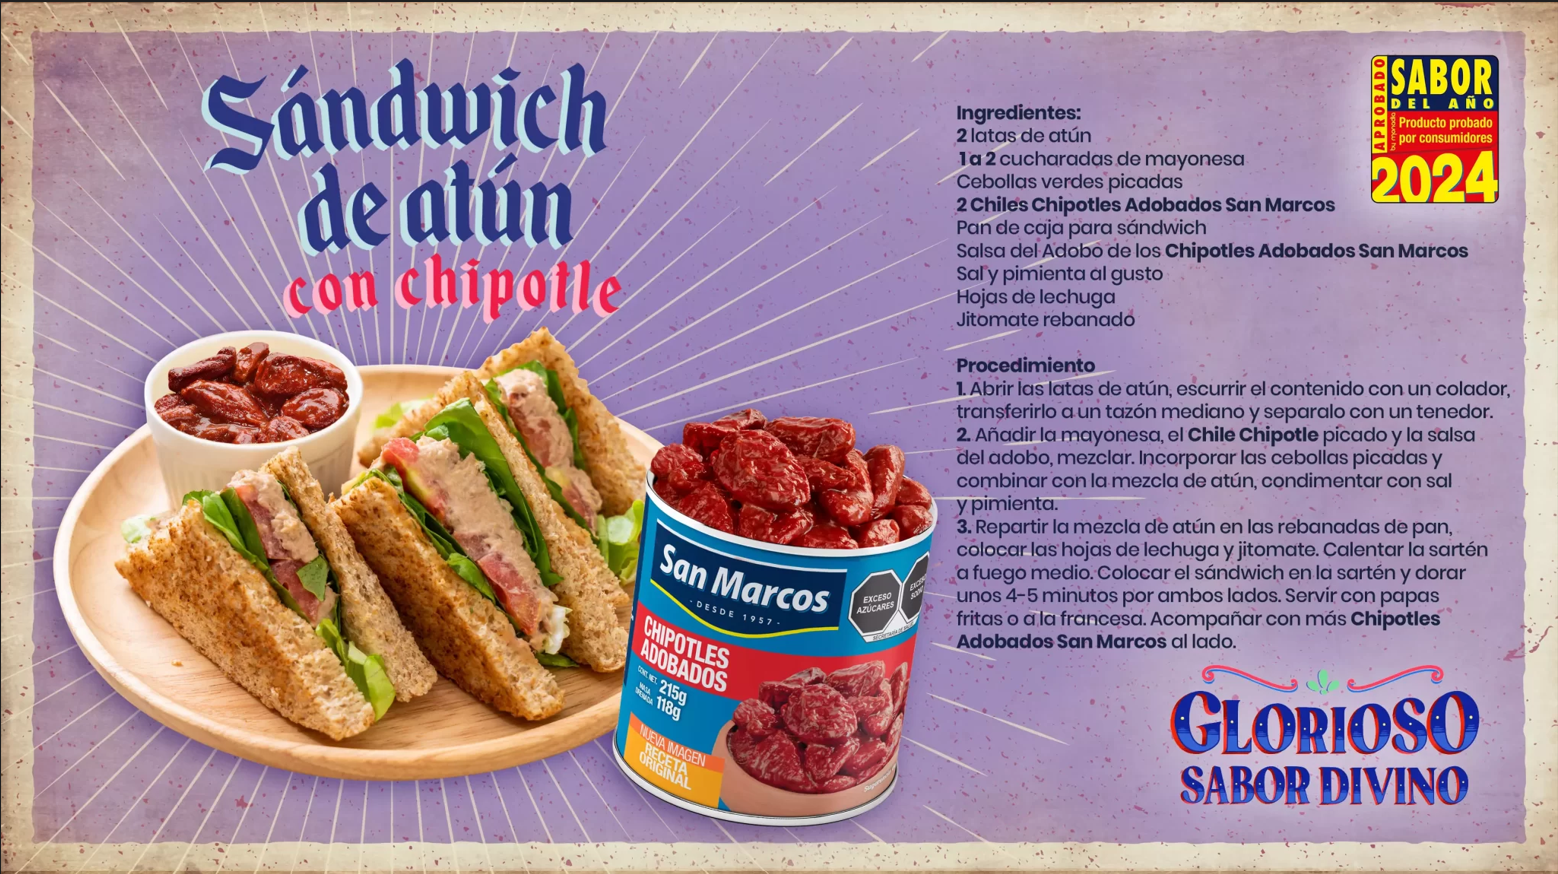 Sándwich
de atún
con chipotle
Ingredientes:
2 latas de atún
1 a 2 cucharadas de mayonesa
Cebollas verdes picadas
2 Chiles Chipotles Adobados San Marcos
Pan de caja para sándwich
Salsa del Adobo de los Chipotles Adobados San Marcos
Sal y pimienta al gusto
Hojas de lechuga
Jitomate rebanado
Procedimiento
1. Abrir las latas de atún, escurrir el contenido con un colador,
transferirlo a un tazón mediano y separalo con un tenedor.
2. Añadir la mayonesa, el Chile Chipotle picado y la salsa
del adobo, mezclar. Incorporar las cebollas picadas y
combinar con la mezcla de atún, condimentar con sal
y pimienta.
3. Repartir la mezcla de atún en las rebanadas de pan,
colocar las hojas de lechuga y jitomate. Calentar la sartén
a fuego medio. Colocar el sándwich en la sartén y dorar
unos 4-5 minutos por ambos lados. Servir con papas
fritas o a la francesa. Acompañar con más Chipotles
Adobados San Marcos al lado.
APROBADO
SABOR
DEL AÑO
Producto probado
por consumidores
2024
San Marcos
- DESDE 1957 -
EXCESO
AZÚCARES
EXCESO
CHIPOTLES
ADOBADOS
CONT. NET. 215g
MASA
DRENADA 118g
NUEVA IMAGEN
RECETA
ORIGINAL
GLORIOSO
SABOR DIVINO